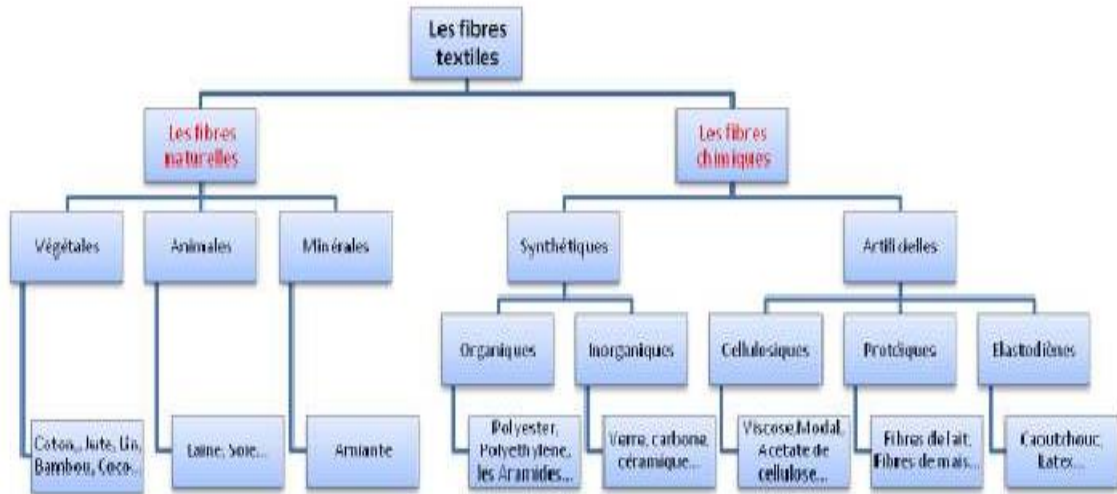 Les fibres
textiles
Les fibres
naturelles
Les fibres
chimiques
Végétales
Animales
Minérales
Synthétiques
Artificielles
Organiques
Inorganiques
Cellulosiques
Protéiques
Elastodiènes
Coton,, Jute, Lin,
Bambou, Coco...
Laine, Soie...
Amiante
Polyester,
Polyethylene,
les Aramides...
Verre, carbone,
céramique...
Viscose,Modal,
Acetate de
cellulose...
Fibres de lait,
Fibres de mais...
Caoutchouc,
Latex...